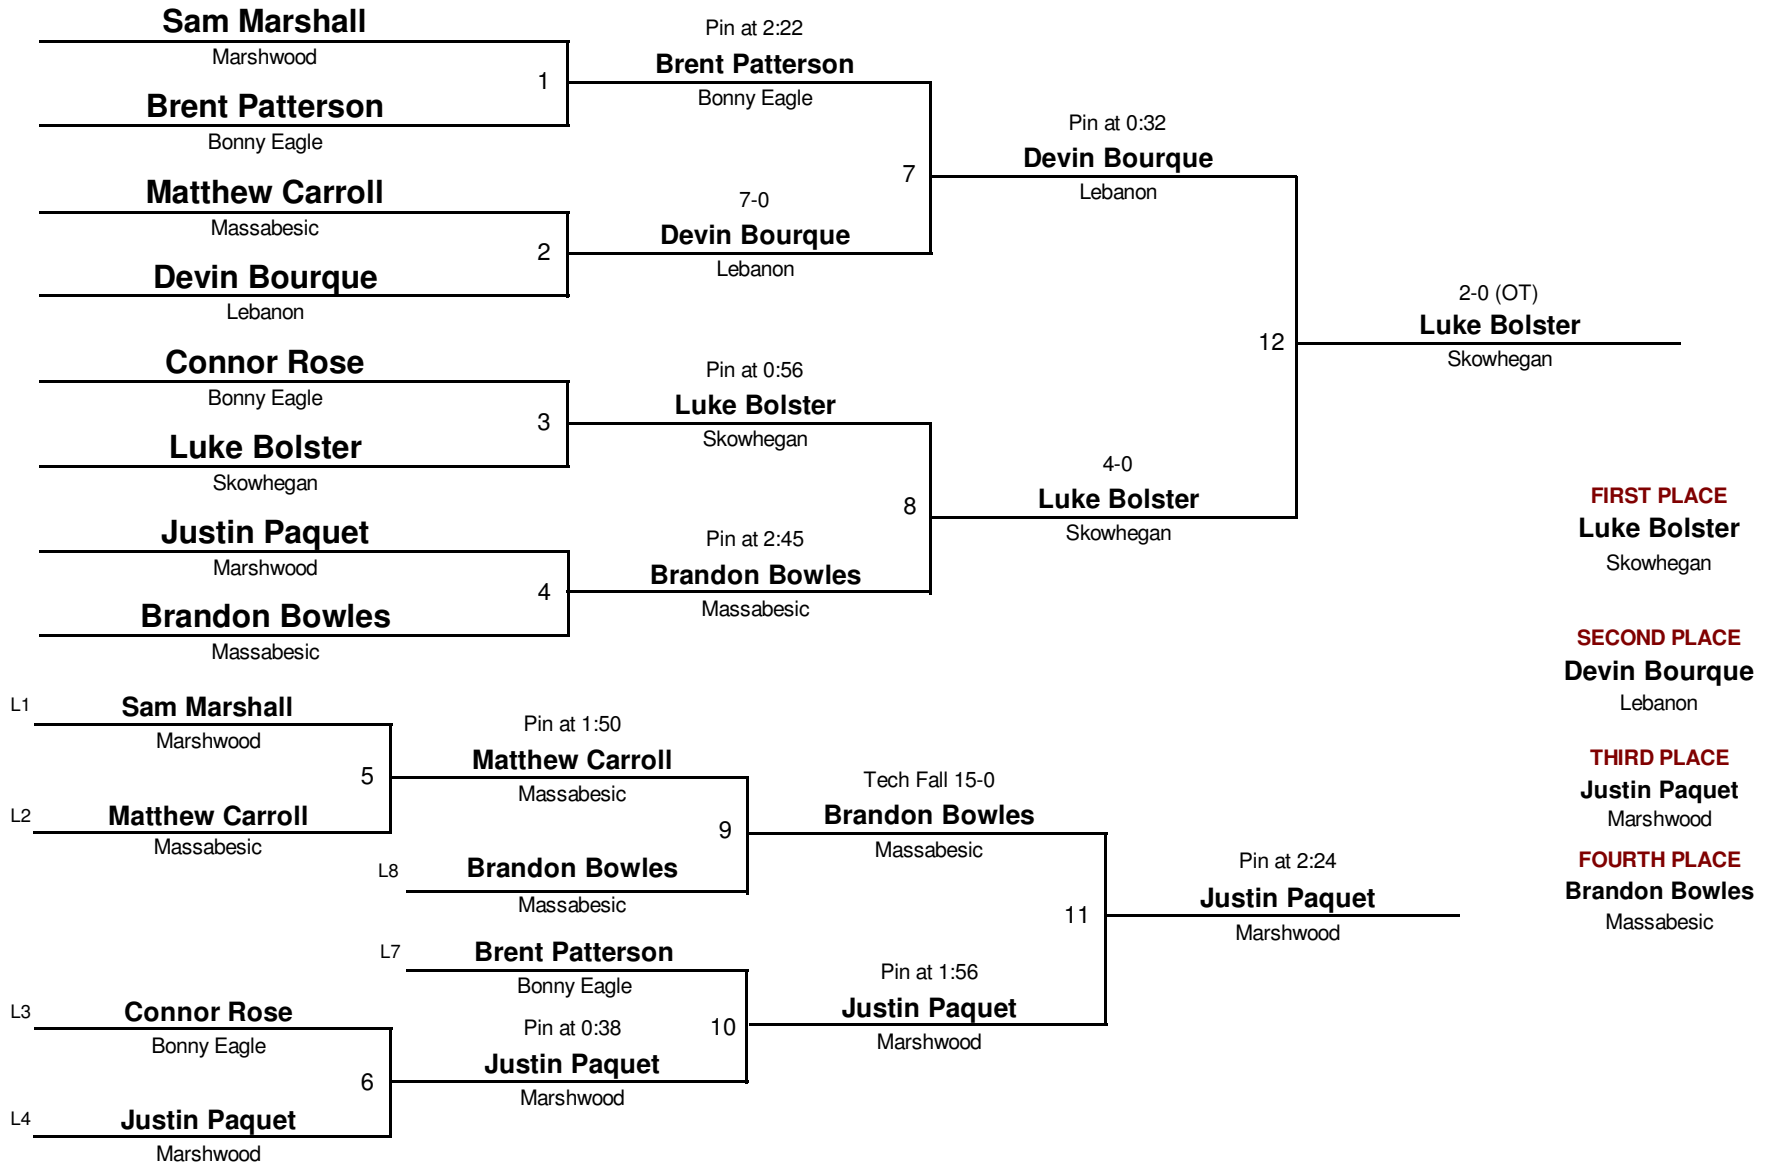 Sam Marshall
Marshwood
1
Brent Patterson
Bonny Eagle
Matthew Carroll
Massabesic
2
Devin Bourque
Lebanon
Connor Rose
Bonny Eagle
3
Luke Bolster
Skowhegan
Justin Paquet
Marshwood
4
Brandon Bowles
Massabesic
Pin at 2:22
Brent Patterson
Bonny Eagle
7
7-0
Devin Bourque
Lebanon
Pin at 0:56
Luke Bolster
Skowhegan
8
Pin at 2:45
Brandon Bowles
Massabesic
Pin at 0:32
Devin Bourque
Lebanon
12
4-0
Luke Bolster
Skowhegan
2-0 (OT)
Luke Bolster
Skowhegan
FIRST PLACE
Luke Bolster
Skowhegan
SECOND PLACE
Devin Bourque
Lebanon
THIRD PLACE
Justin Paquet
Marshwood
FOURTH PLACE
Brandon Bowles
Massabesic
L1
Sam Marshall
Marshwood
5
L2
Matthew Carroll
Massabesic
L3
Connor Rose
Bonny Eagle
6
L4
Justin Paquet
Marshwood
Pin at 1:50
Matthew Carroll
Massabesic
9
L8
Brandon Bowles
Massabesic
L7
Brent Patterson
Bonny Eagle
10
Pin at 0:38
Justin Paquet
Marshwood
Tech Fall 15-0
Brandon Bowles
Massabesic
11
Pin at 1:56
Justin Paquet
Marshwood
Pin at 2:24
Justin Paquet
Marshwood